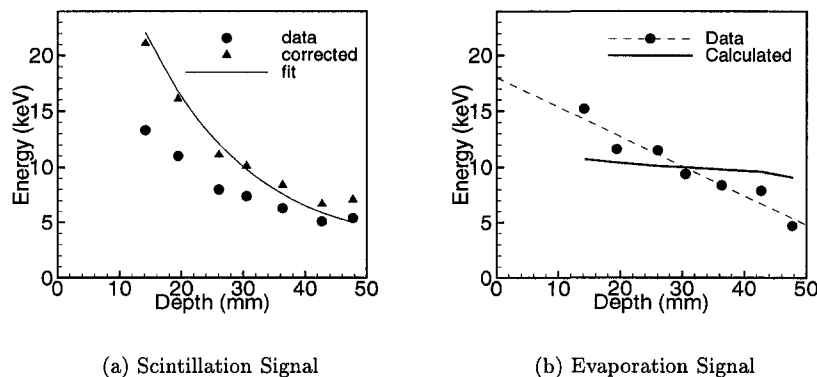 data
corrected
fit
Energy (keV)
20
15
10
5
0
0 10 20 30 40 50
Depth (mm)
(a) Scintillation Signal
Data
Calculated
Energy (keV)
20
15
10
5
0
0 10 20 30 40 50
Depth (mm)
(b) Evaporation Signal